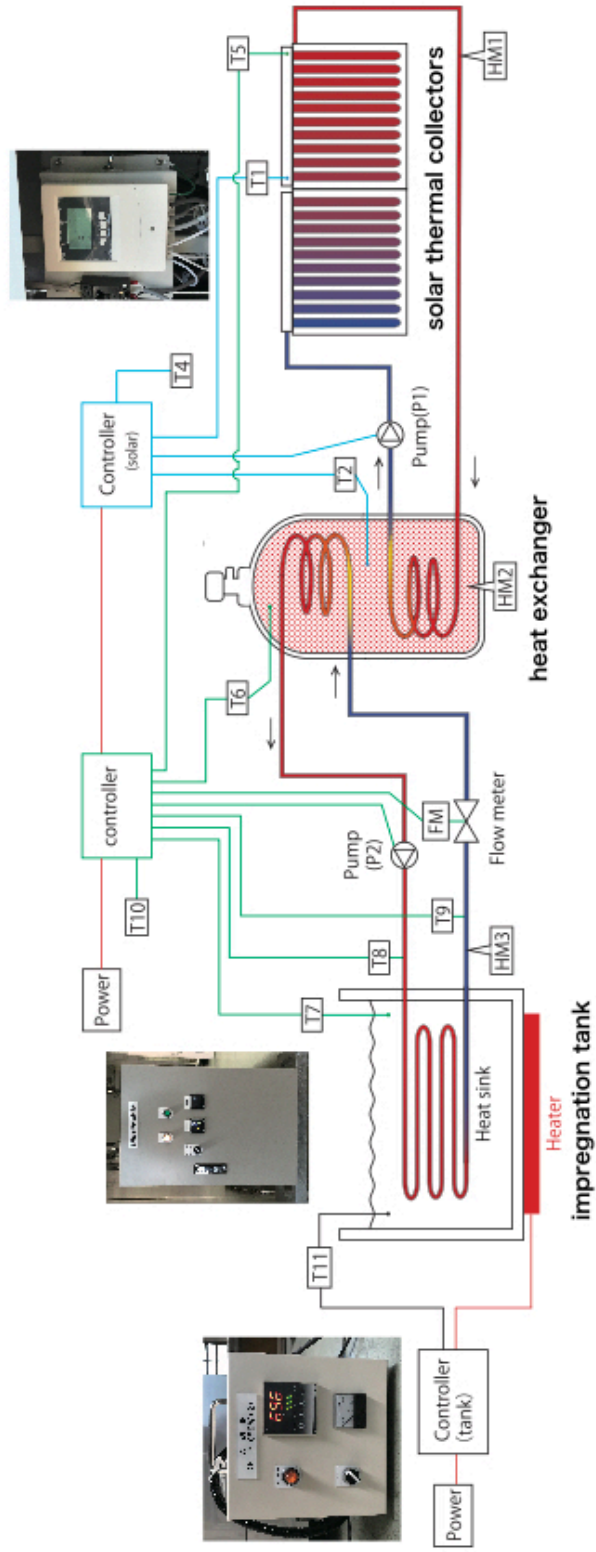 Power
Controller
(tank)
T11
Heater
impregnation tank
Heat sink
T7
T8
T9
HM3
Power
T10
controller
Pump
(P2)
FM
Flow meter
T6
heat exchanger
HM2
T2
Controller
(solar)
T4
Pump(P1)
T1
T5
solar thermal collectors
HM1